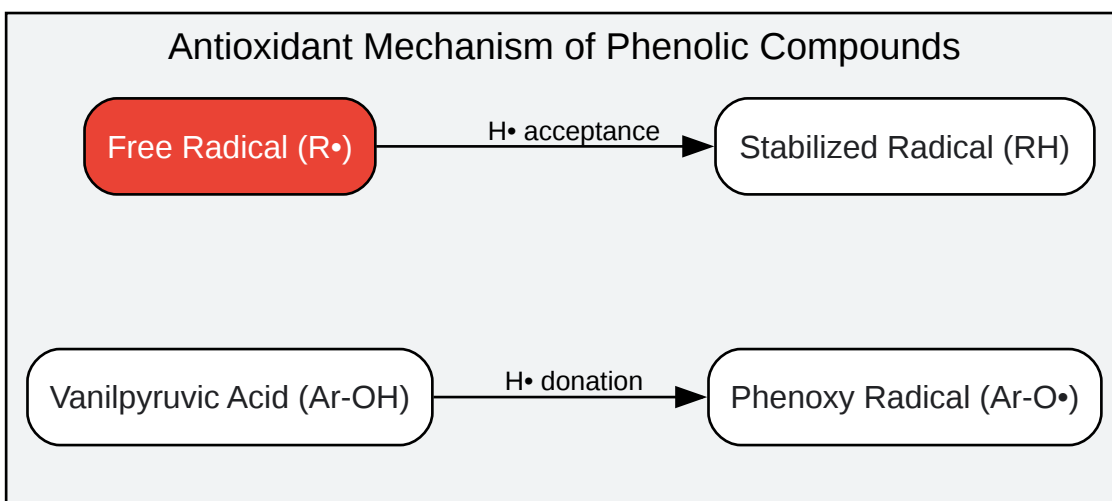 Antioxidant Mechanism of Phenolic Compounds
Free Radical (R•)
H• acceptance
Stabilized Radical (RH)
Vanilpyruvic Acid (Ar-OH)
H• donation
Phenoxy Radical (Ar-O•)